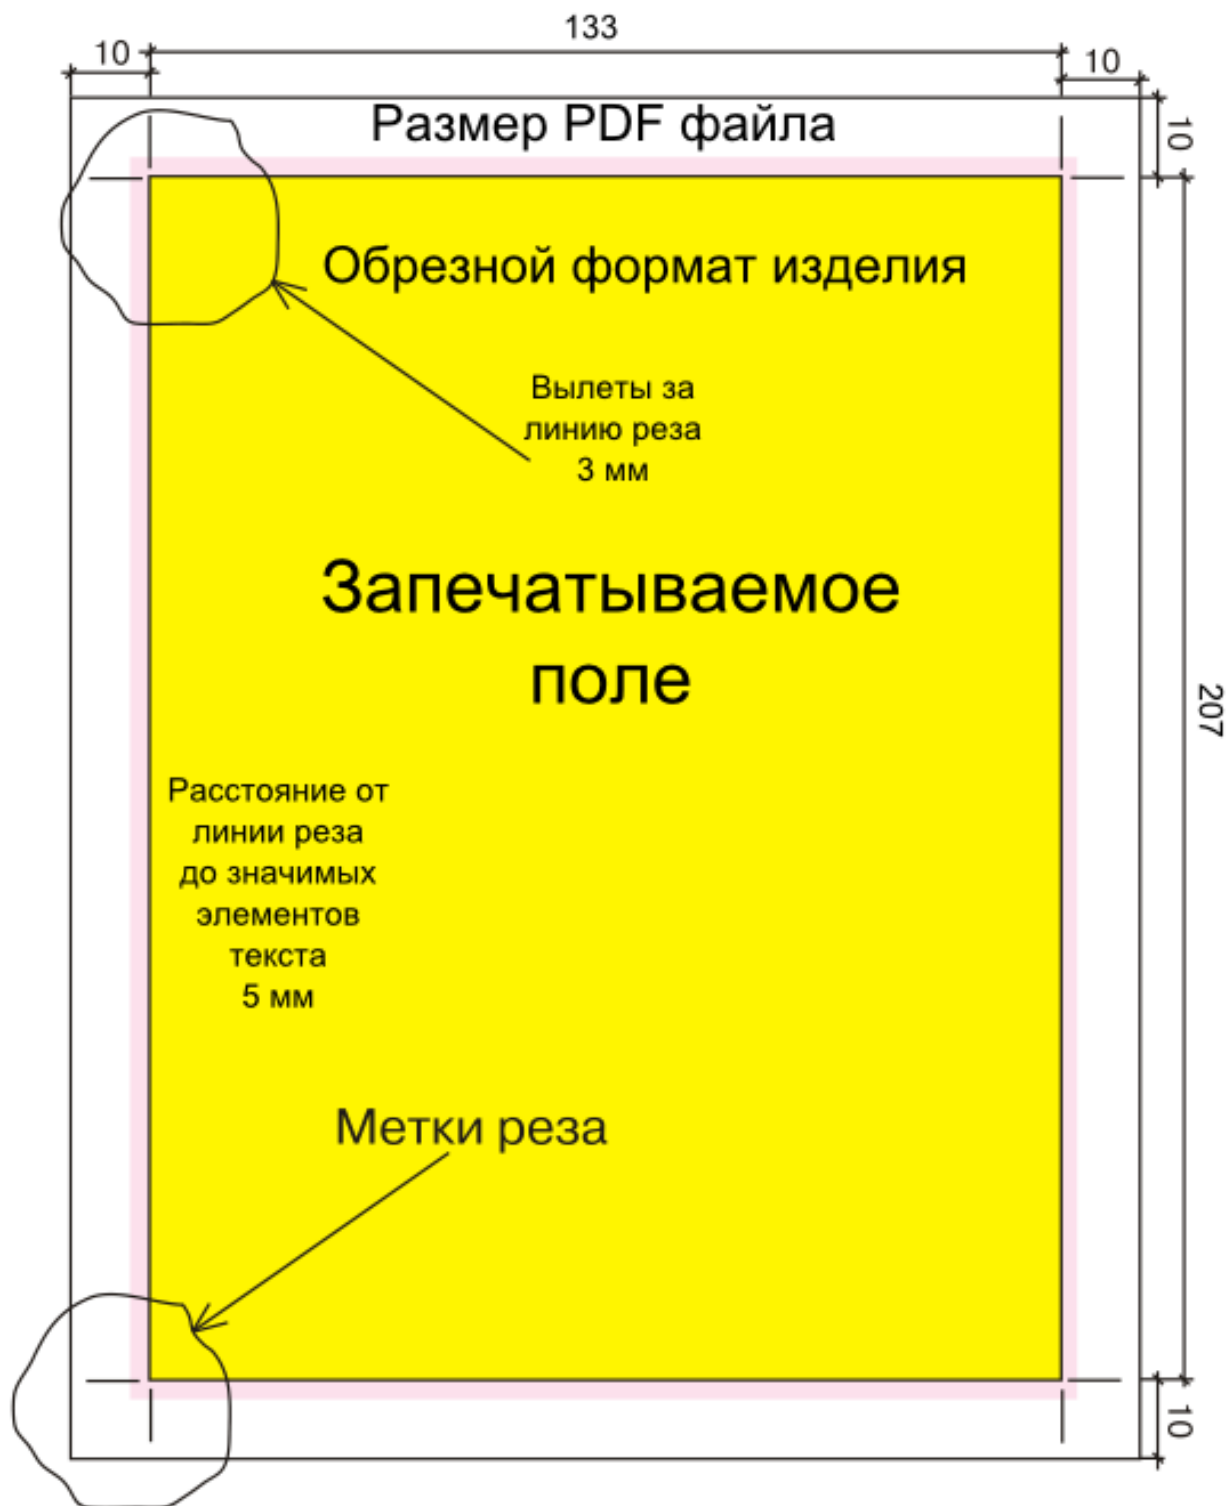 133
10
10
Размер PDF файла
10
Обрезной формат изделия
Вылеты за
линию реза
3 мм
Запечатываемое
поле
207
Расстояние от
линии реза
до значимых
элементов
текста
5 мм
Метки реза
10